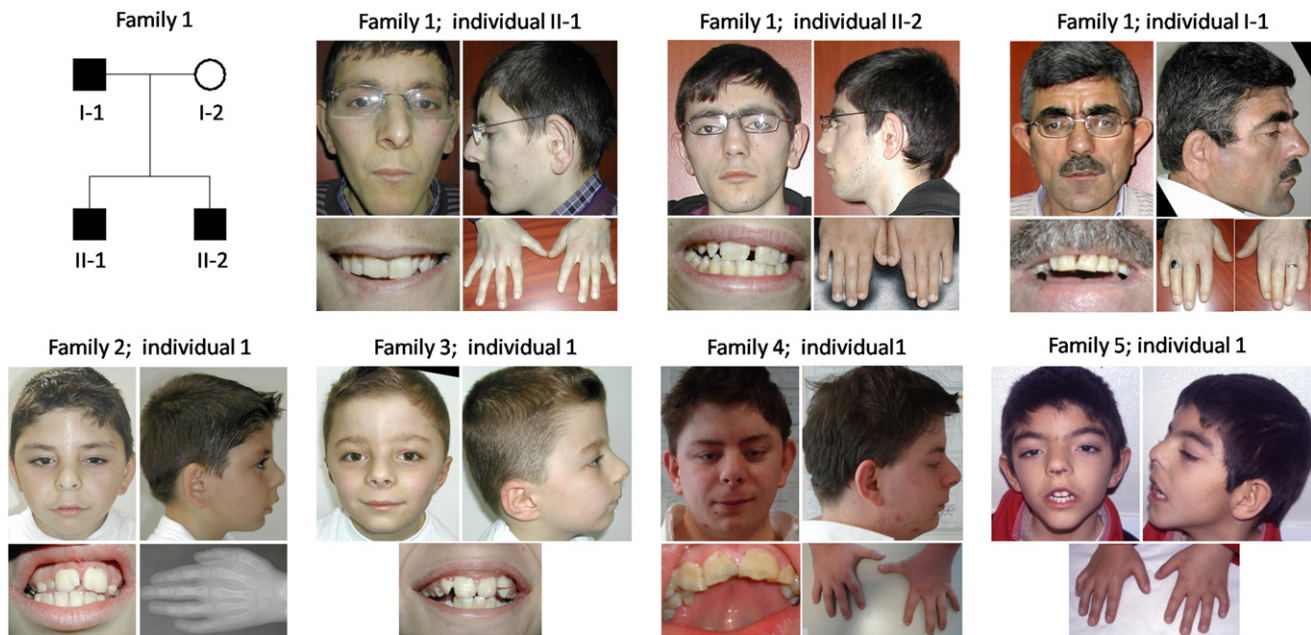 Family 1
I-1
I-2
II-1
II-2
Family 1; individual II-1
Family 1; individual II-2
Family 1; individual I-1
Family 2; individual 1
Family 3; individual 1
Family 4; individual1
Family 5; individual 1